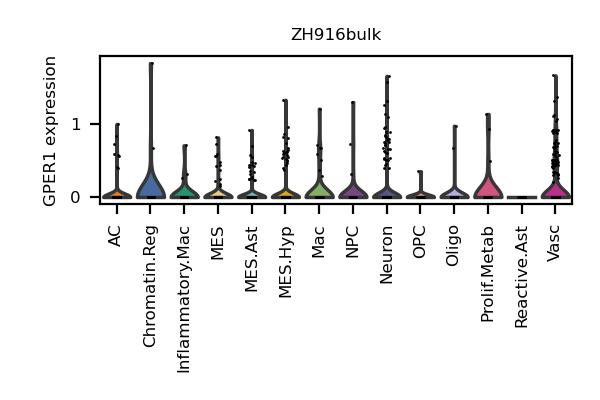 ZH916bulk
GPER1 expression
1
0
AC
Chromatin.Reg
Inflammatory.Mac
MES
MES.Ast
MES.Hyp
Mac
NPC
Neuron
OPC
Oligo
Prolif.Metab
Reactive.Ast
Vasc